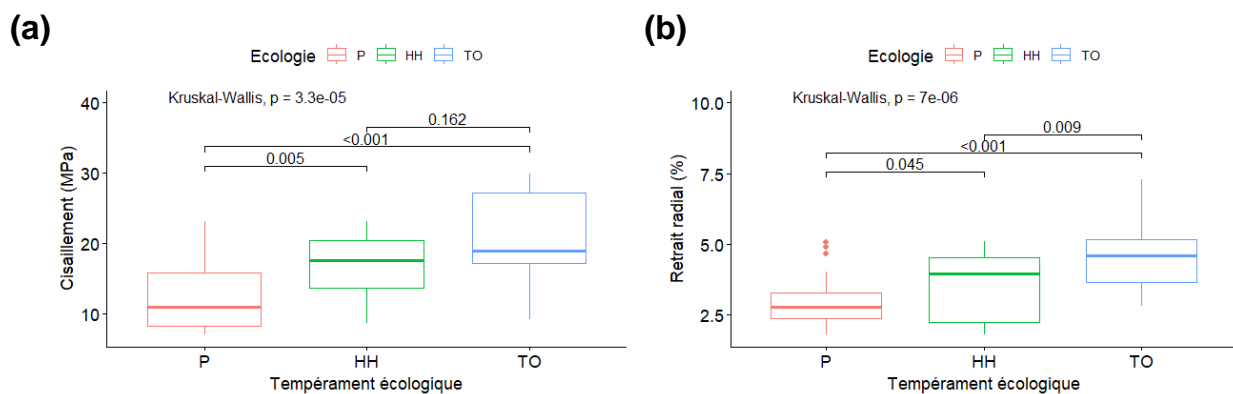 (a)
Ecologie P HH TO
Kruskal-Wallis, p = 3.3e-05
0.162
<0.001
0.005
40
30
20
10
Cisaillement (MPa)
P HH TO
Tempérament écologique
(b)
Ecologie P HH TO
Kruskal-Wallis, p = 7e-06
0.009
<0.001
0.045
10.0
7.5
5.0
2.5
Retrait radial (%)
P HH TO
Tempérament écologique